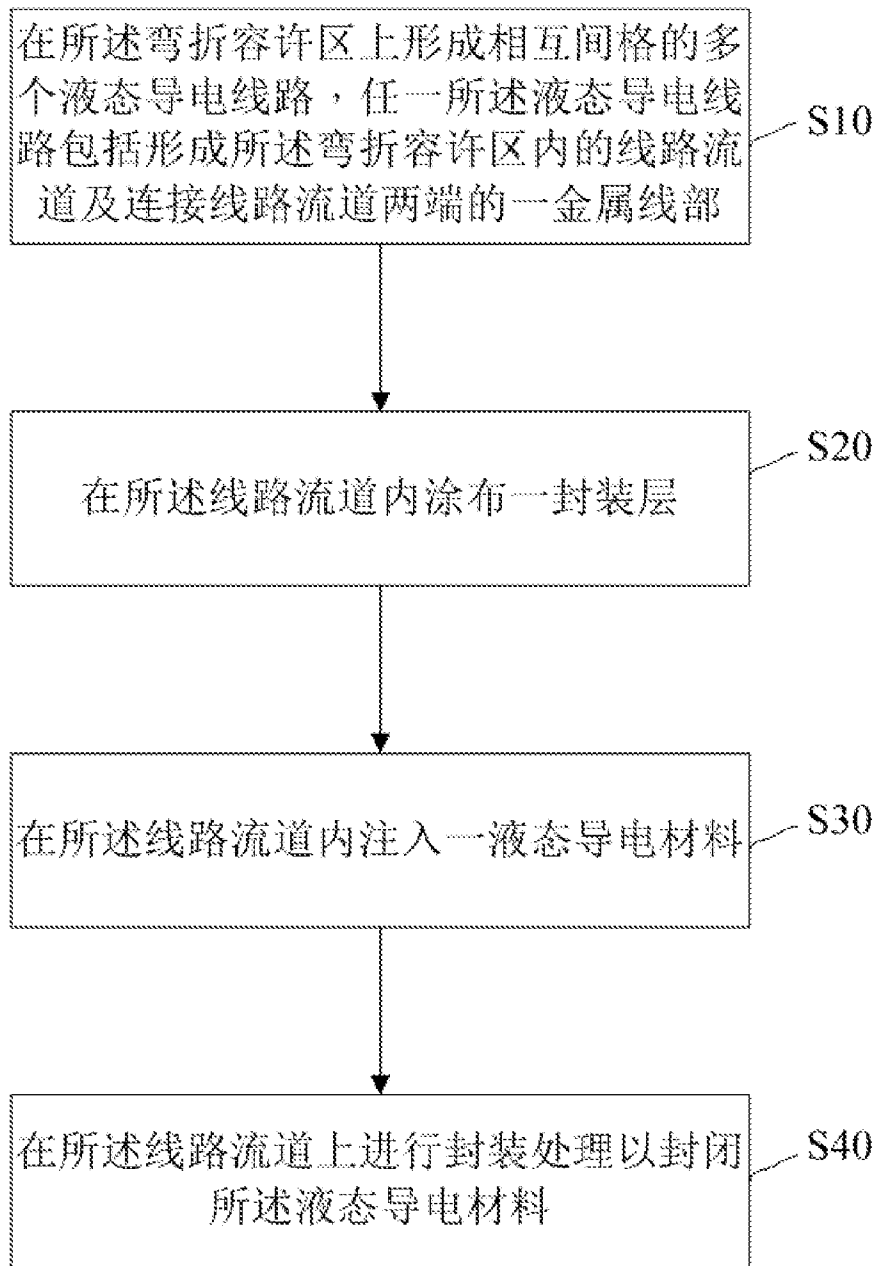 在所述弯折容许区上形成相互间格的多
个液态导电线路，任一所述液态导电线
路包括形成所述弯折容许区内的线路流
道及连接线路流道两端的一金属线部
S10
在所述线路流道内涂布一封装层
S20
在所述线路流道内注入一液态导电材料
S30
在所述线路流道上进行封装处理以封闭
所述液态导电材料
S40